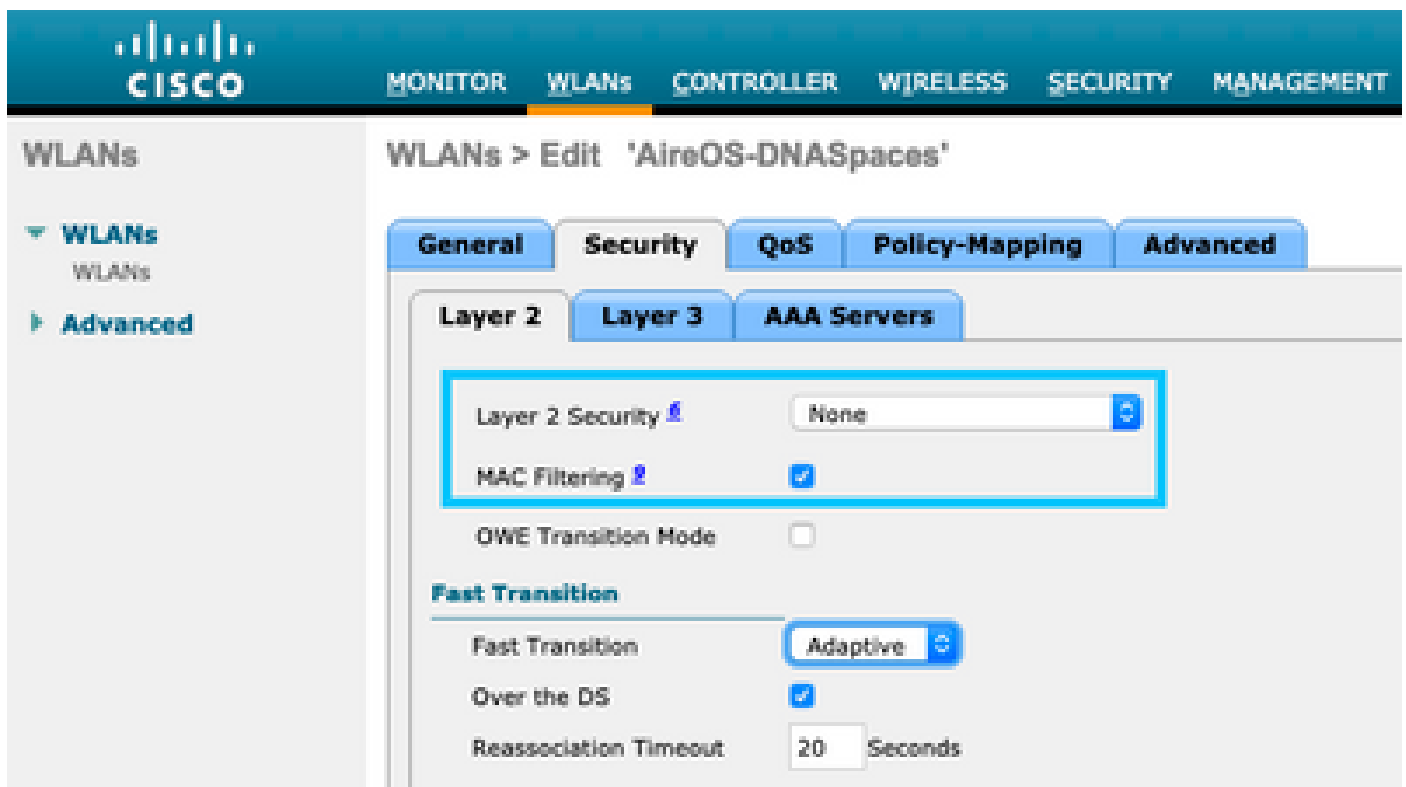 CISCO
MONITOR WLANs CONTROLLER WIRELESS SECURITY MANAGEMENT
WLANs
WLANs > Edit 'AireOS-DNASpaces'
WLANs
WLANs
Advanced
General Security QoS Policy-Mapping Advanced
Layer 2 Layer 3 AAA Servers
Layer 2 Security 6 None
MAC Filtering 9
OWE Transition Mode
Fast Transition
Fast Transition Adaptive
Over the DS
Reassociation Timeout 20 Seconds